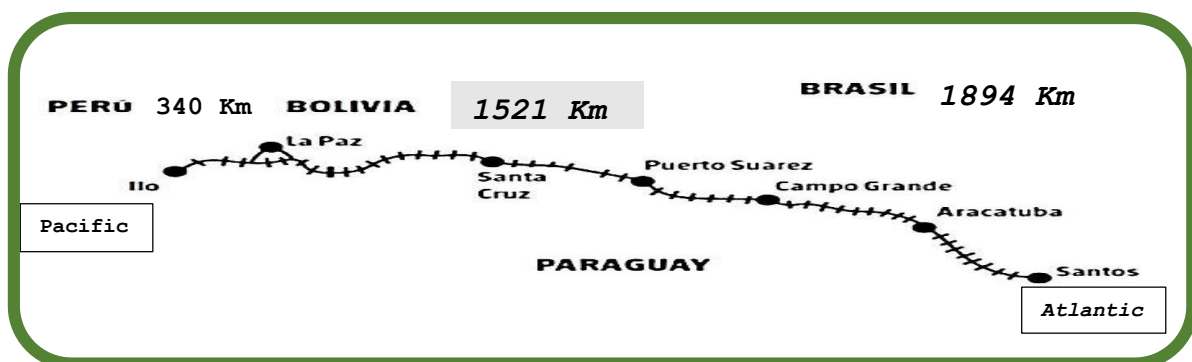 PERÚ 340 Km BOLIVIA 1521 Km BRASIL 1894 Km
La Paz
Ilo
Santa
Cruz
Puerto Suarez
Campo Grande
Aracatuba
Pacific
PARAGUAY
Santos
Atlantic